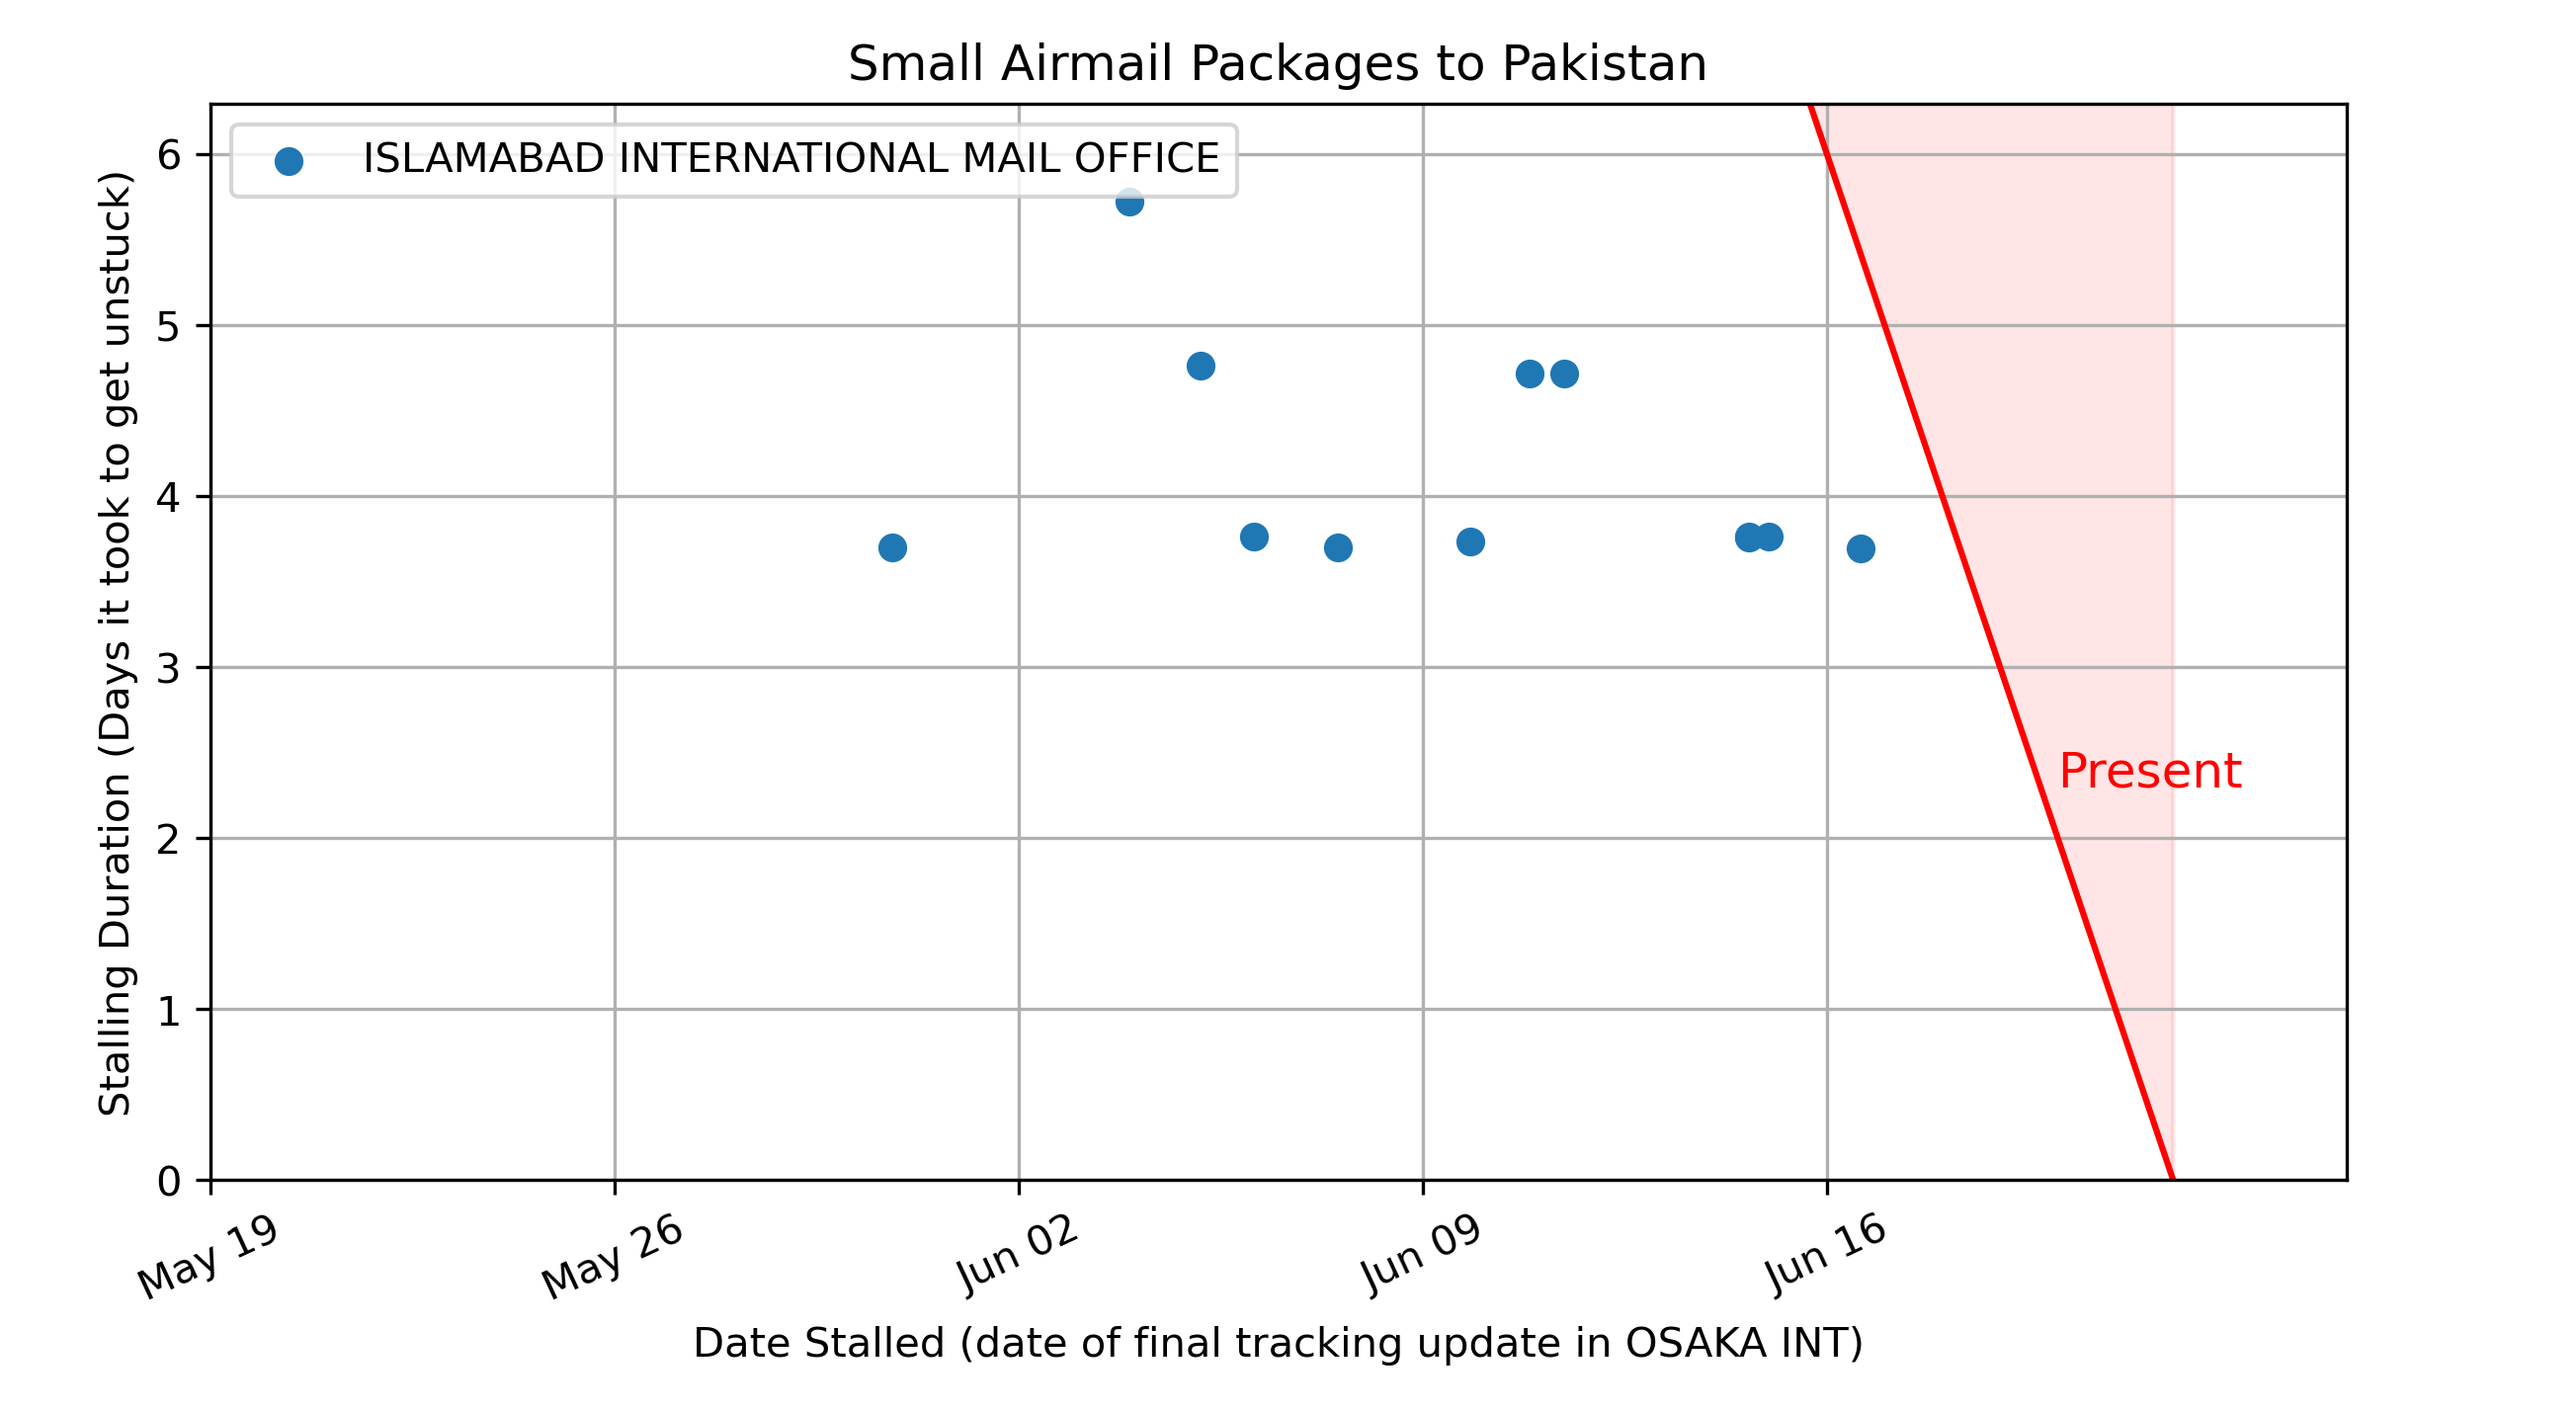 Small Airmail Packages to Pakistan
ISLAMABAD INTERNATIONAL MAIL OFFICE
Stalling Duration (Days it took to get unstuck)
6
5
4
3
2
1
0
Present
May 19
May 26
Jun 02
Jun 09
Jun 16
Date Stalled (date of final tracking update in OSAKA INT)